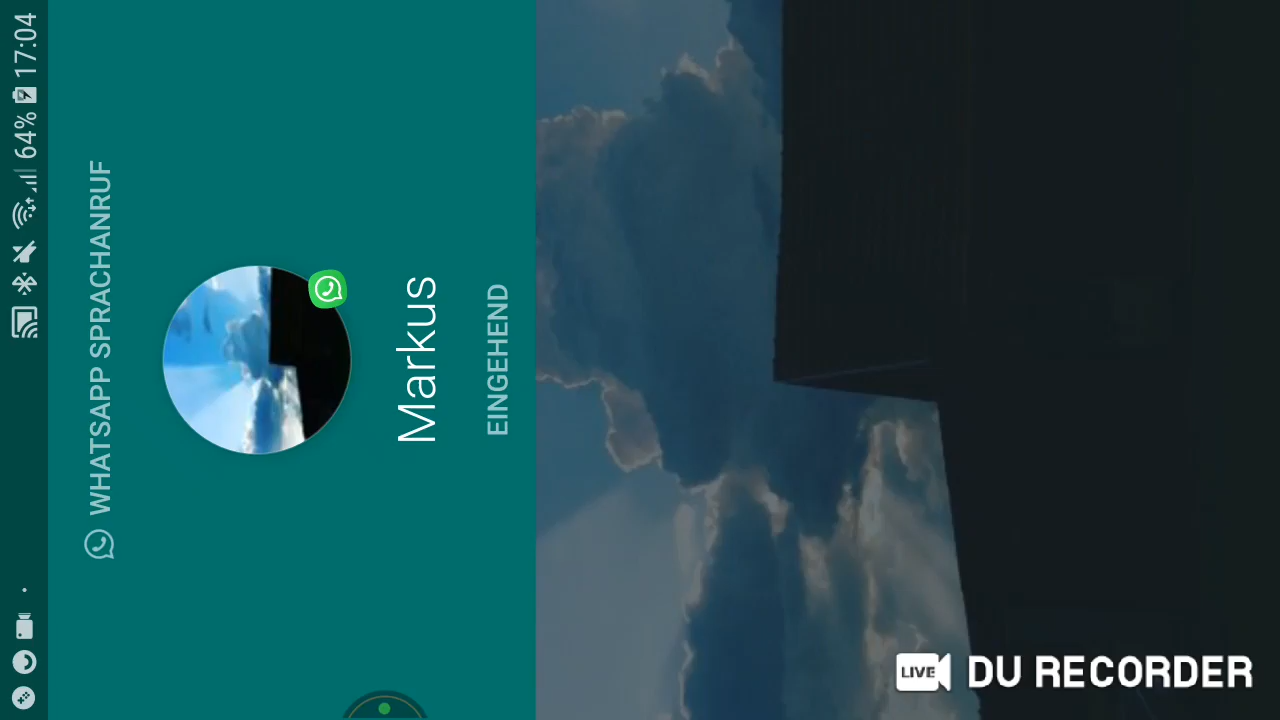 64% 17:04
WHATSAPP SPRACHANRUF
Markus
EINGEHEND
LIVE DU RECORDER